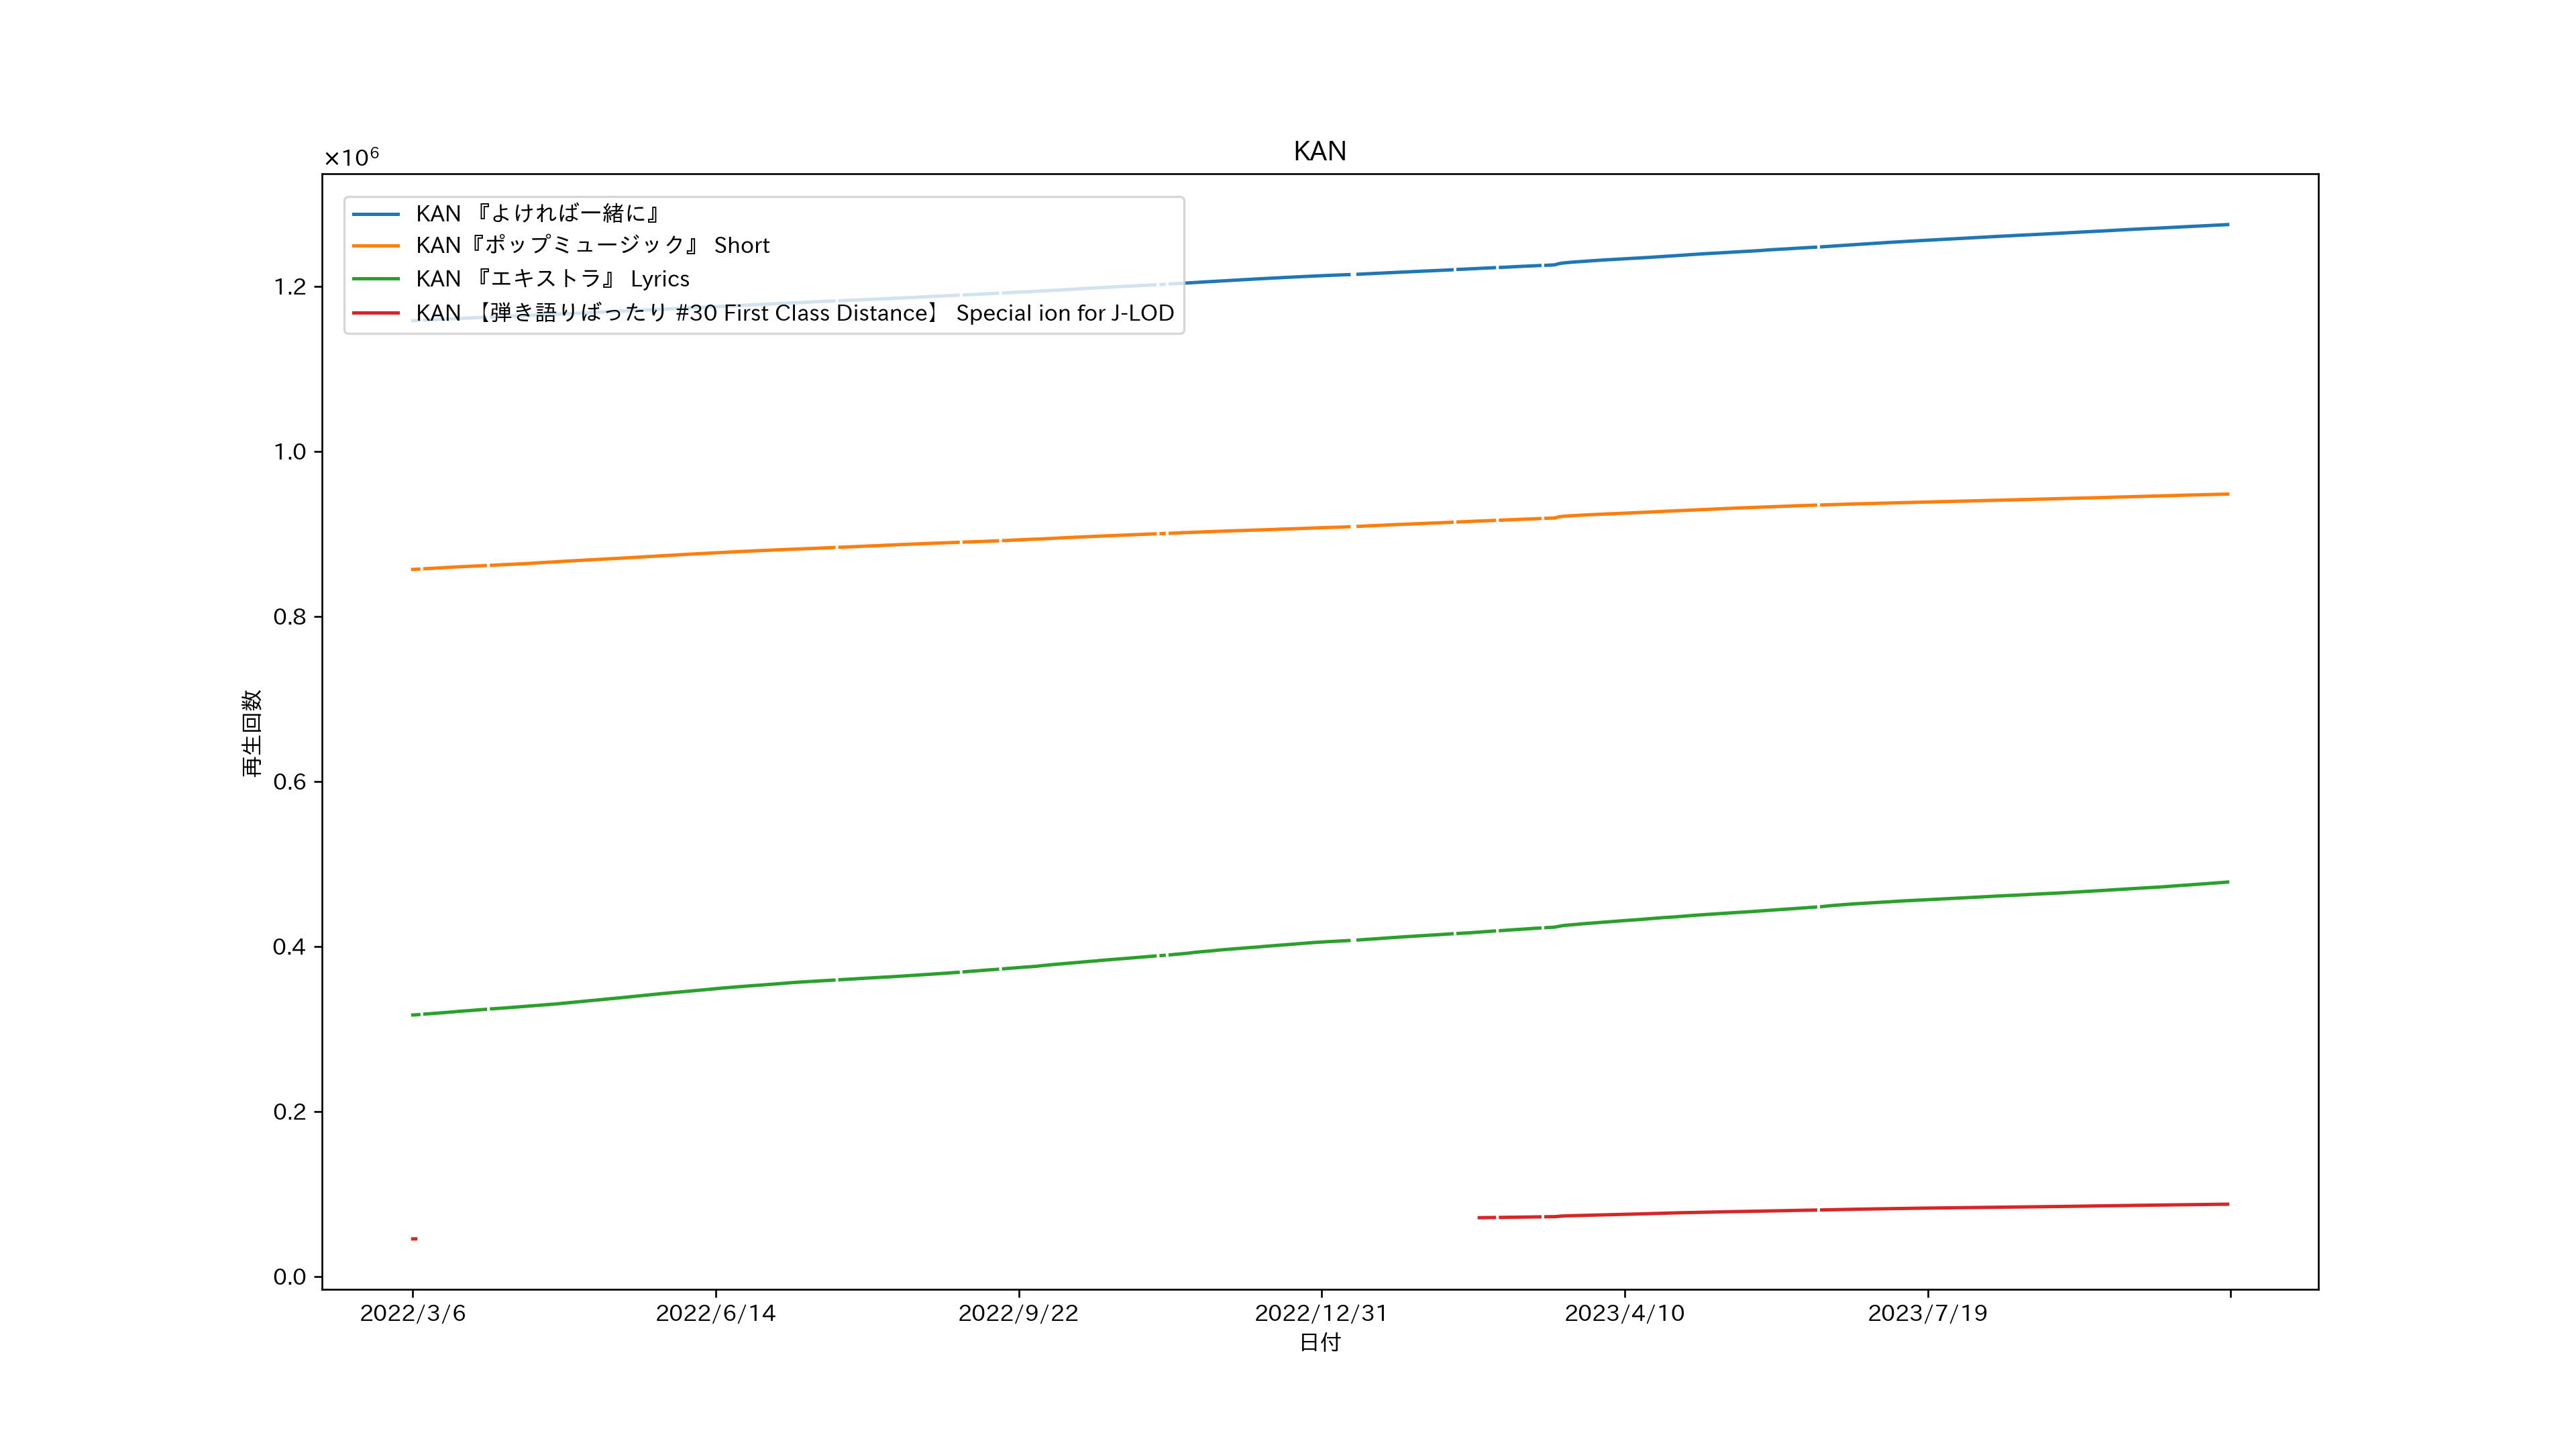 KAN
×10⁶
KAN 『よければ一緒に』
KAN『ポップミュージック』 Short
KAN 『エキストラ』 Lyrics
KAN 【弾き語りばったり #30 First Class Distance】 Special ion for J-LOD
1.2
1.0
0.8
0.6
0.4
0.2
0.0
再生回数
2022/3/6 2022/6/14 2022/9/22 2022/12/31 2023/4/10 2023/7/19
日付